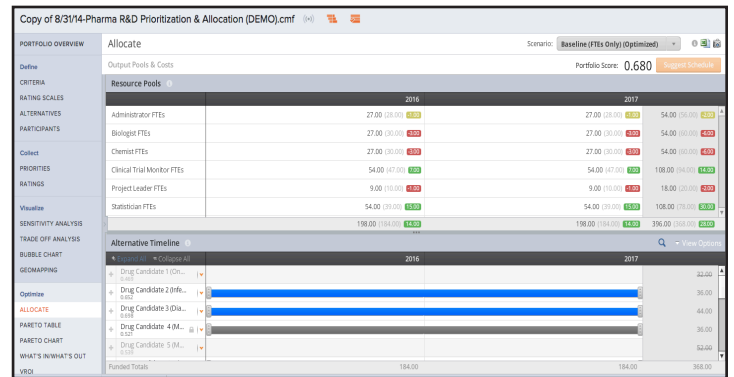 Copy of 8/31/14-Pharma R&D Prioritization & Allocation (DEMO).cmf
PORTFOLIO OVERVIEW
Define
CRITERIA
RATING SCALES
ALTERNATIVES
PARTICIPANTS
Collect
PRIORITIES
RATINGS
Visualize
SENSITIVITY ANALYSIS
TRADE OFF ANALYSIS
BUBBLE CHART
GEOMAPPING
Optimize
ALLOCATE
PARETO TABLE
PARETO CHART
WHAT'S IN/WHAT'S OUT
VROI
Allocate
Scenario: Baseline (FTEs Only) (Optimized)
Output Pools & Costs
Portfolio Score: 0.680 Suggest Schedule
Resource Pools
2016 2017
Administrator FTEs 27.00 (28.00) -1.00 27.00 (28.00) -1.00 54.00 (56.00) -2.00
Biologist FTEs 27.00 (30.00) -3.00 27.00 (30.00) -3.00 54.00 (60.00) -6.00
Chemist FTEs 27.00 (30.00) -3.00 27.00 (30.00) -3.00 54.00 (60.00) -6.00
Clinical Trial Monitor FTEs 54.00 (47.00) 7.00 54.00 (47.00) 7.00 108.00 (94.00) 14.00
Project Leader FTEs 9.00 (10.00) -1.00 9.00 (10.00) -1.00 18.00 (20.00) -2.00
Statistician FTEs 54.00 (39.00) 15.00 54.00 (39.00) 15.00 108.00 (78.00) 30.00
198.00 (184.00) 14.00 198.00 (184.00) 14.00 396.00 (368.00) 28.00
Alternative Timeline View Options
Expand All Collapse All 2016 2017
Drug Candidate 1 (On... 32.00
Drug Candidate 2 (Infe... 36.00
0.652
Drug Candidate 3 (Dia... 44.00
0.698
Drug Candidate 4 (M... 36.00
0.521
Drug Candidate 5 (M... 52.00
Funded Totals 184.00 184.00 368.00